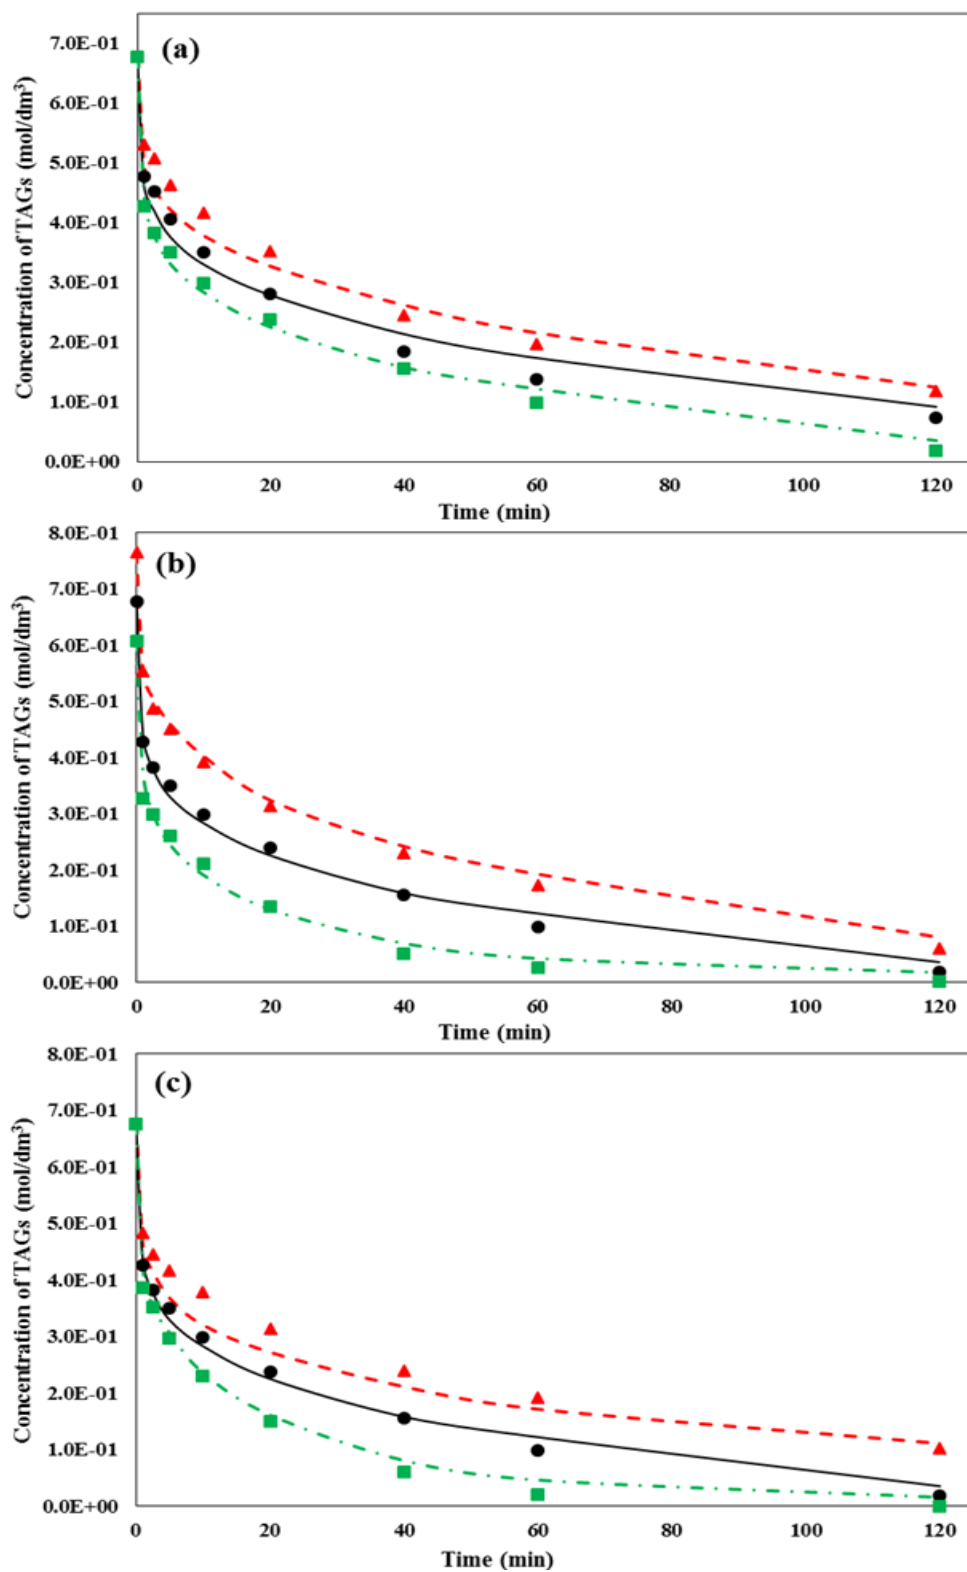 (a)
Concentration of TAGs (mol/dm³)
7.0E-01
6.0E-01
5.0E-01
4.0E-01
3.0E-01
2.0E-01
1.0E-01
0.0E+00
0 20 40 60 80 100 120
Time (min)
(b)
Concentration of TAGs (mol/dm³)
8.0E-01
7.0E-01
6.0E-01
5.0E-01
4.0E-01
3.0E-01
2.0E-01
1.0E-01
0.0E+00
0 20 40 60 80 100 120
Time (min)
(c)
Concentration of TAGs (mol/dm³)
8.0E-01
7.0E-01
6.0E-01
5.0E-01
4.0E-01
3.0E-01
2.0E-01
1.0E-01
0.0E+00
0 20 40 60 80 100 120
Time (min)